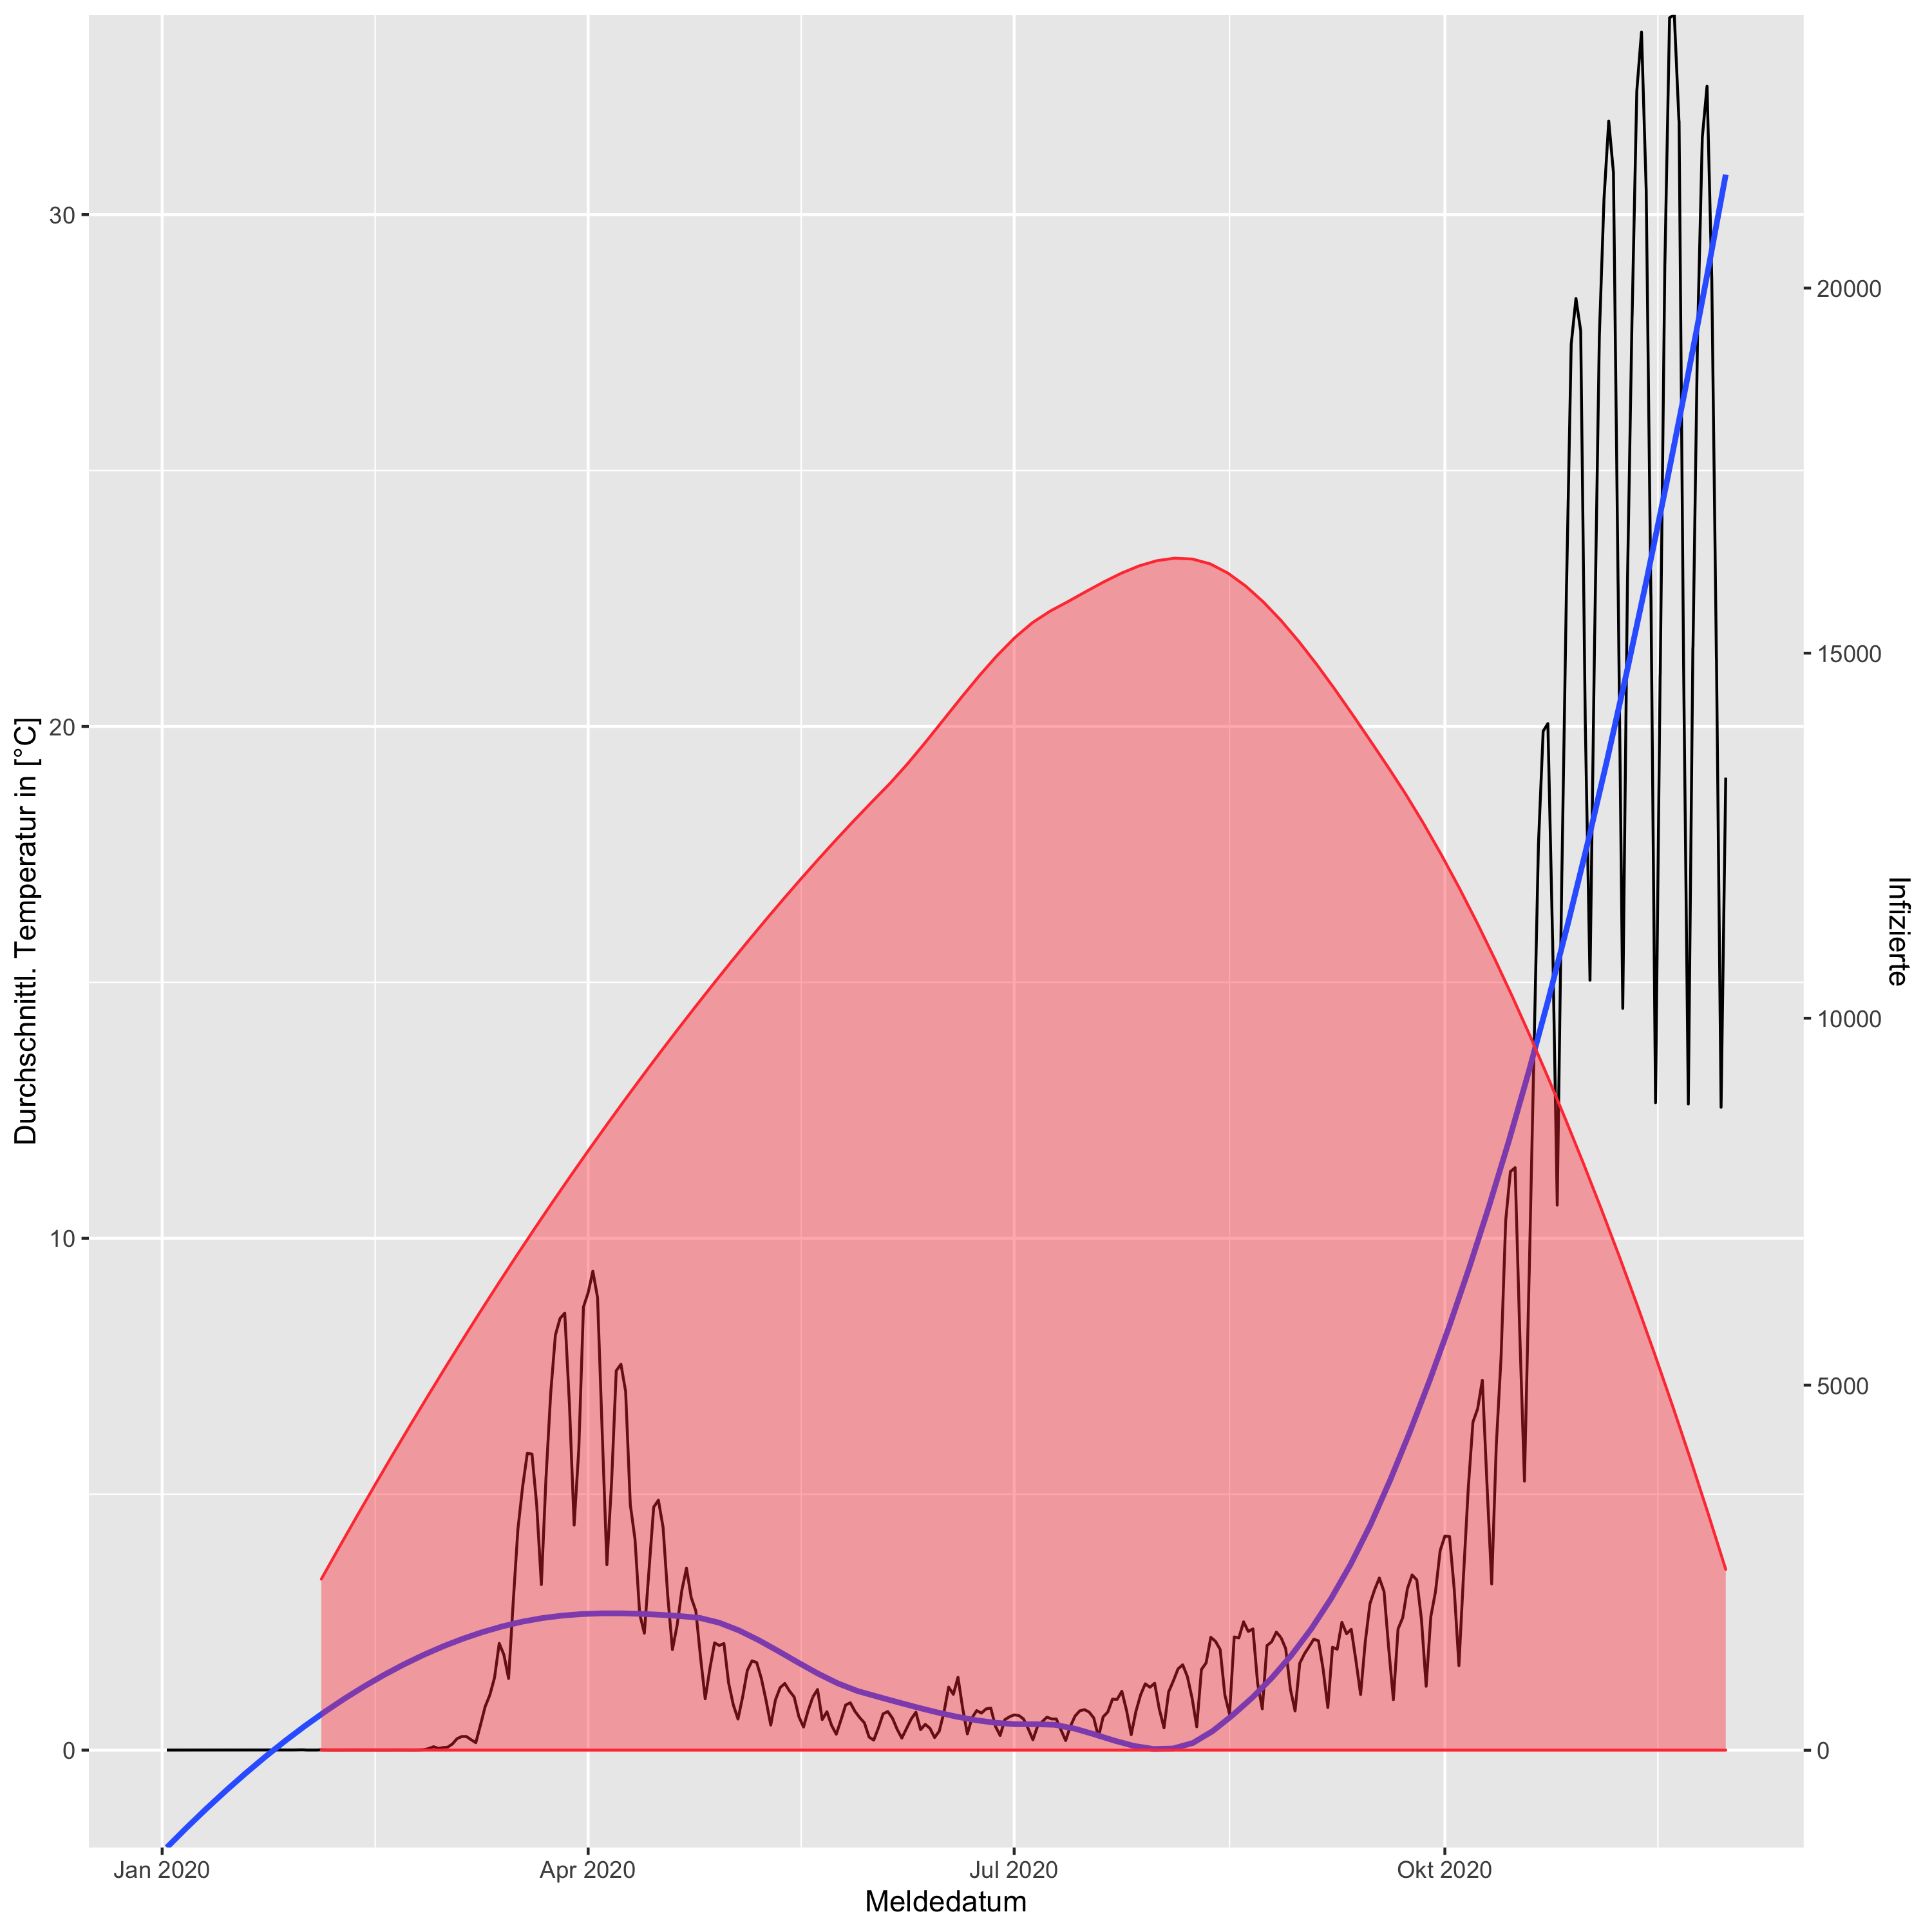 Durchschnittl. Temperatur in [°C]
30
20
10
0
20000
15000
10000
5000
0
Infizierte
Jan 2020
Apr 2020
Jul 2020
Okt 2020
Meldedatum